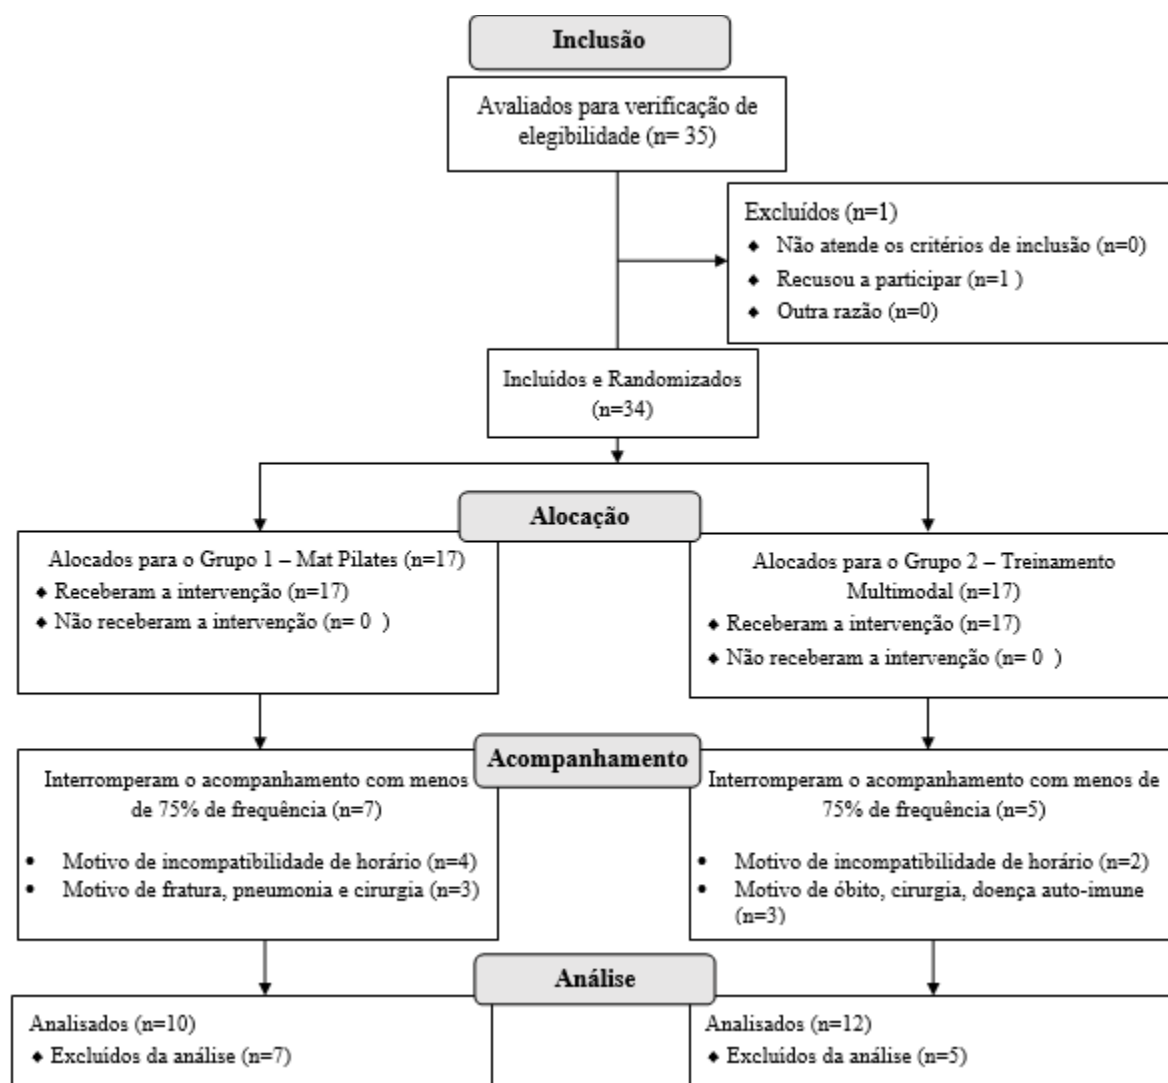 Inclusão
Avaliados para verificação de
elegibilidade (n= 35)
Excluídos (n=1)
◆ Não atende os critérios de inclusão (n=0)
◆ Recusou a participar (n=1 )
◆ Outra razão (n=0)
Incluídos e Randomizados
(n=34)
Alocação
Alocados para o Grupo 1 – Mat Pilates (n=17)
◆ Receberam a intervenção (n=17)
◆ Não receberam a intervenção (n= 0 )
Alocados para o Grupo 2 – Treinamento
Multimodal (n=17)
◆ Receberam a intervenção (n=17)
◆ Não receberam a intervenção (n= 0 )
Acompanhamento
Interromperam o acompanhamento com menos
de 75% de frequência (n=7)
• Motivo de incompatibilidade de horário (n=4)
• Motivo de fratura, pneumonia e cirurgia (n=3)
Interromperam o acompanhamento com menos de
75% de frequência (n=5)
• Motivo de incompatibilidade de horário (n=2)
• Motivo de óbito, cirurgia, doença auto-imune
(n=3)
Análise
Analisados (n=10)
◆ Excluídos da análise (n=7)
Analisados (n=12)
◆ Excluídos da análise (n=5)